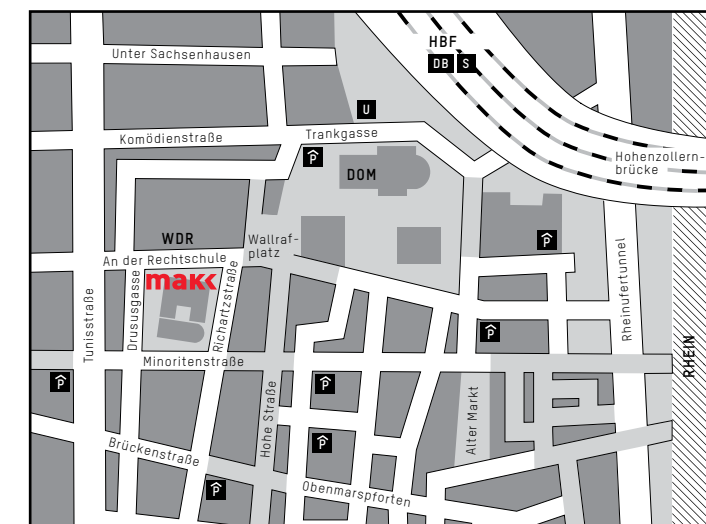 HBF
DB S
Unter Sachsenhausen
U
Komödienstraße
Trankgasse
P
Hohenzollern-
brücke
DOM
WDR
Wallraf-
platz
P
An der Rechtschule
makk
Tunisstraße
Drususgasse
Richartzstraße
Rheinufertunnel
P
RHEIN
Minoritenstraße
P
P
Hohe Straße
Alter Markt
P
Brückenstraße
P
Obenmarspforten